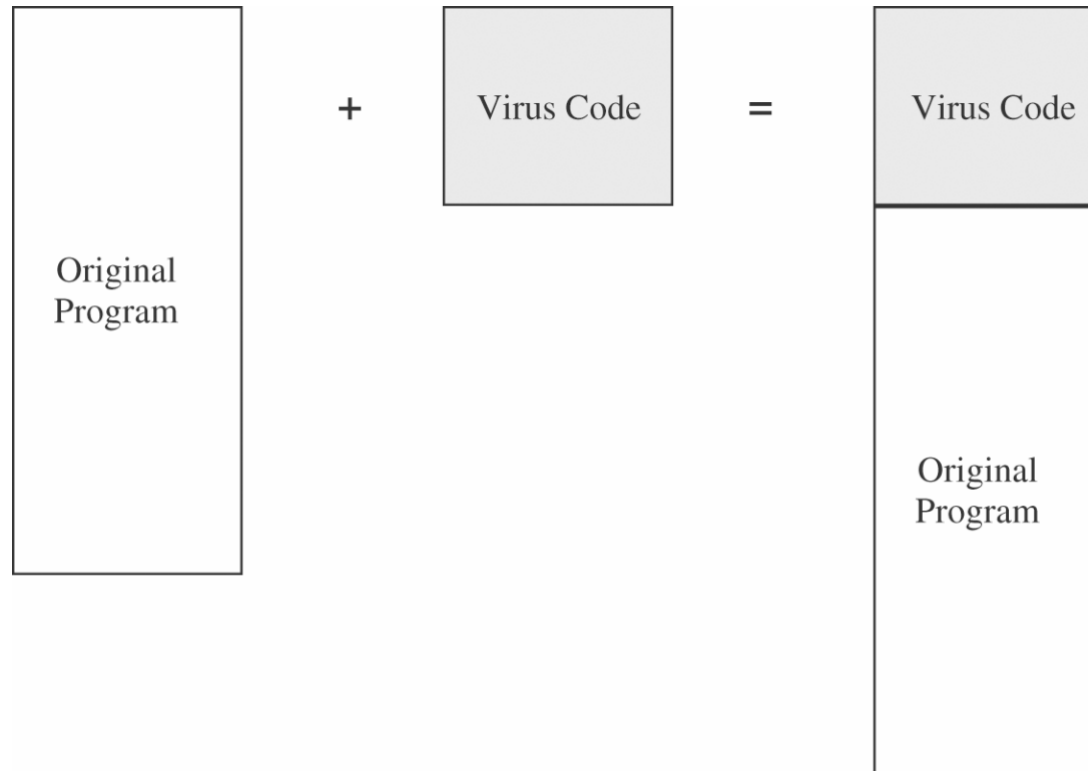 +
Virus Code
=
Virus Code
Original
Program
Original
Program